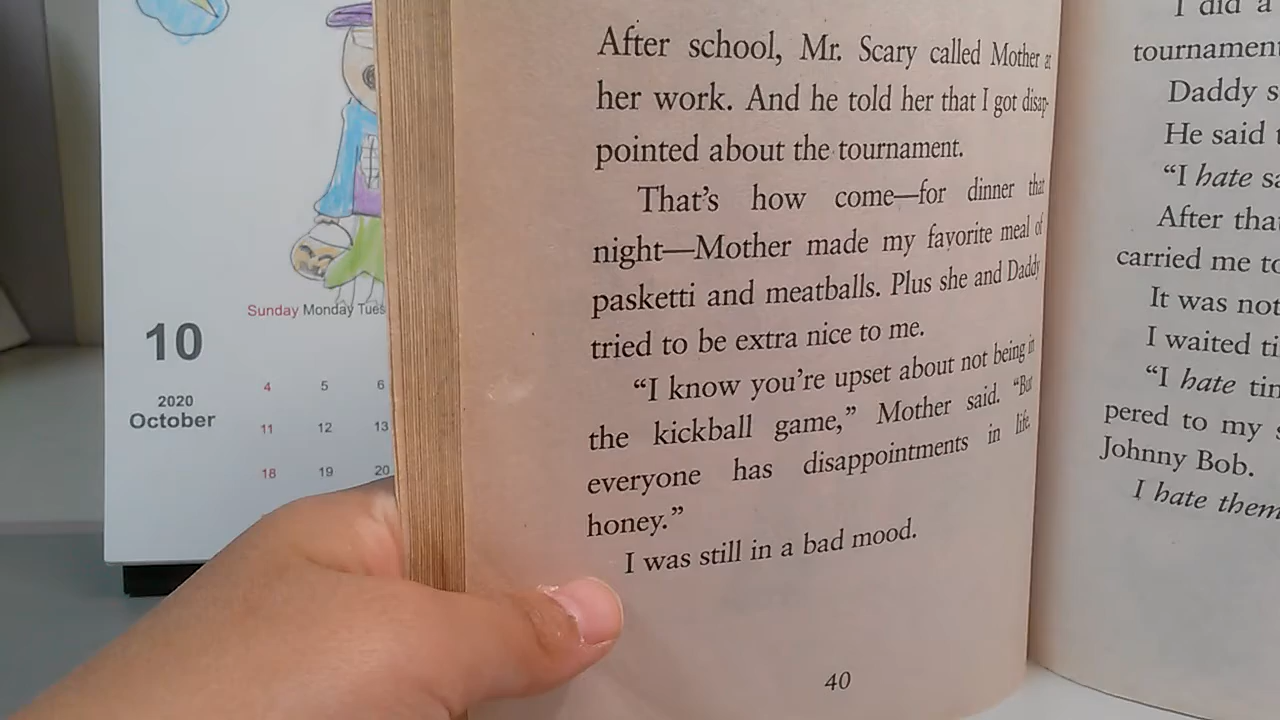 After school, Mr. Scary called Mother at
her work. And he told her that I got disap-
pointed about the tournament.
That's how come—for dinner that
night—Mother made my favorite meal of
pasketti and meatballs. Plus she and Daddy
tried to be extra nice to me.
"I know you're upset about not being in
the kickball game," Mother said. "But
everyone has disappointments in life,
honey."
I was still in a bad mood.
40
I did a
tournament
Daddy s
He said
"I hate sa
After that
carried me to
It was not
I waited ti
"I hate tin
pered to my s
Johnny Bob.
I hate them
Sunday Monday Tues
10
2020
October
4 5 6
11 12 13
18 19 20